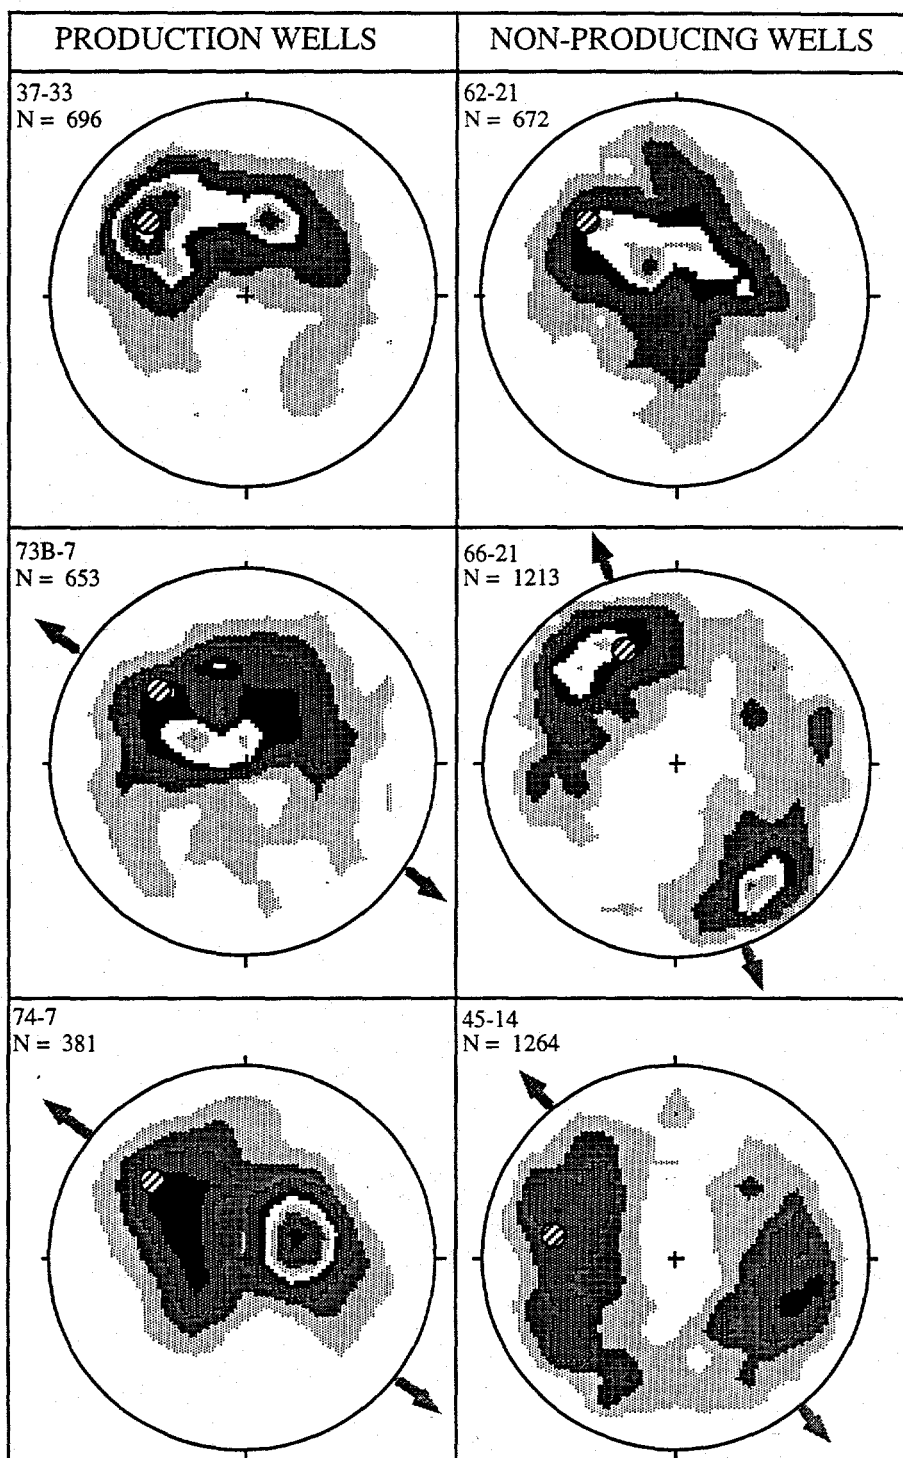 PRODUCTION WELLS
NON-PRODUCING WELLS
37-33
N = 696
62-21
N = 672
73B-7
N = 653
66-21
N = 1213
74-7
N = 381
45-14
N = 1264